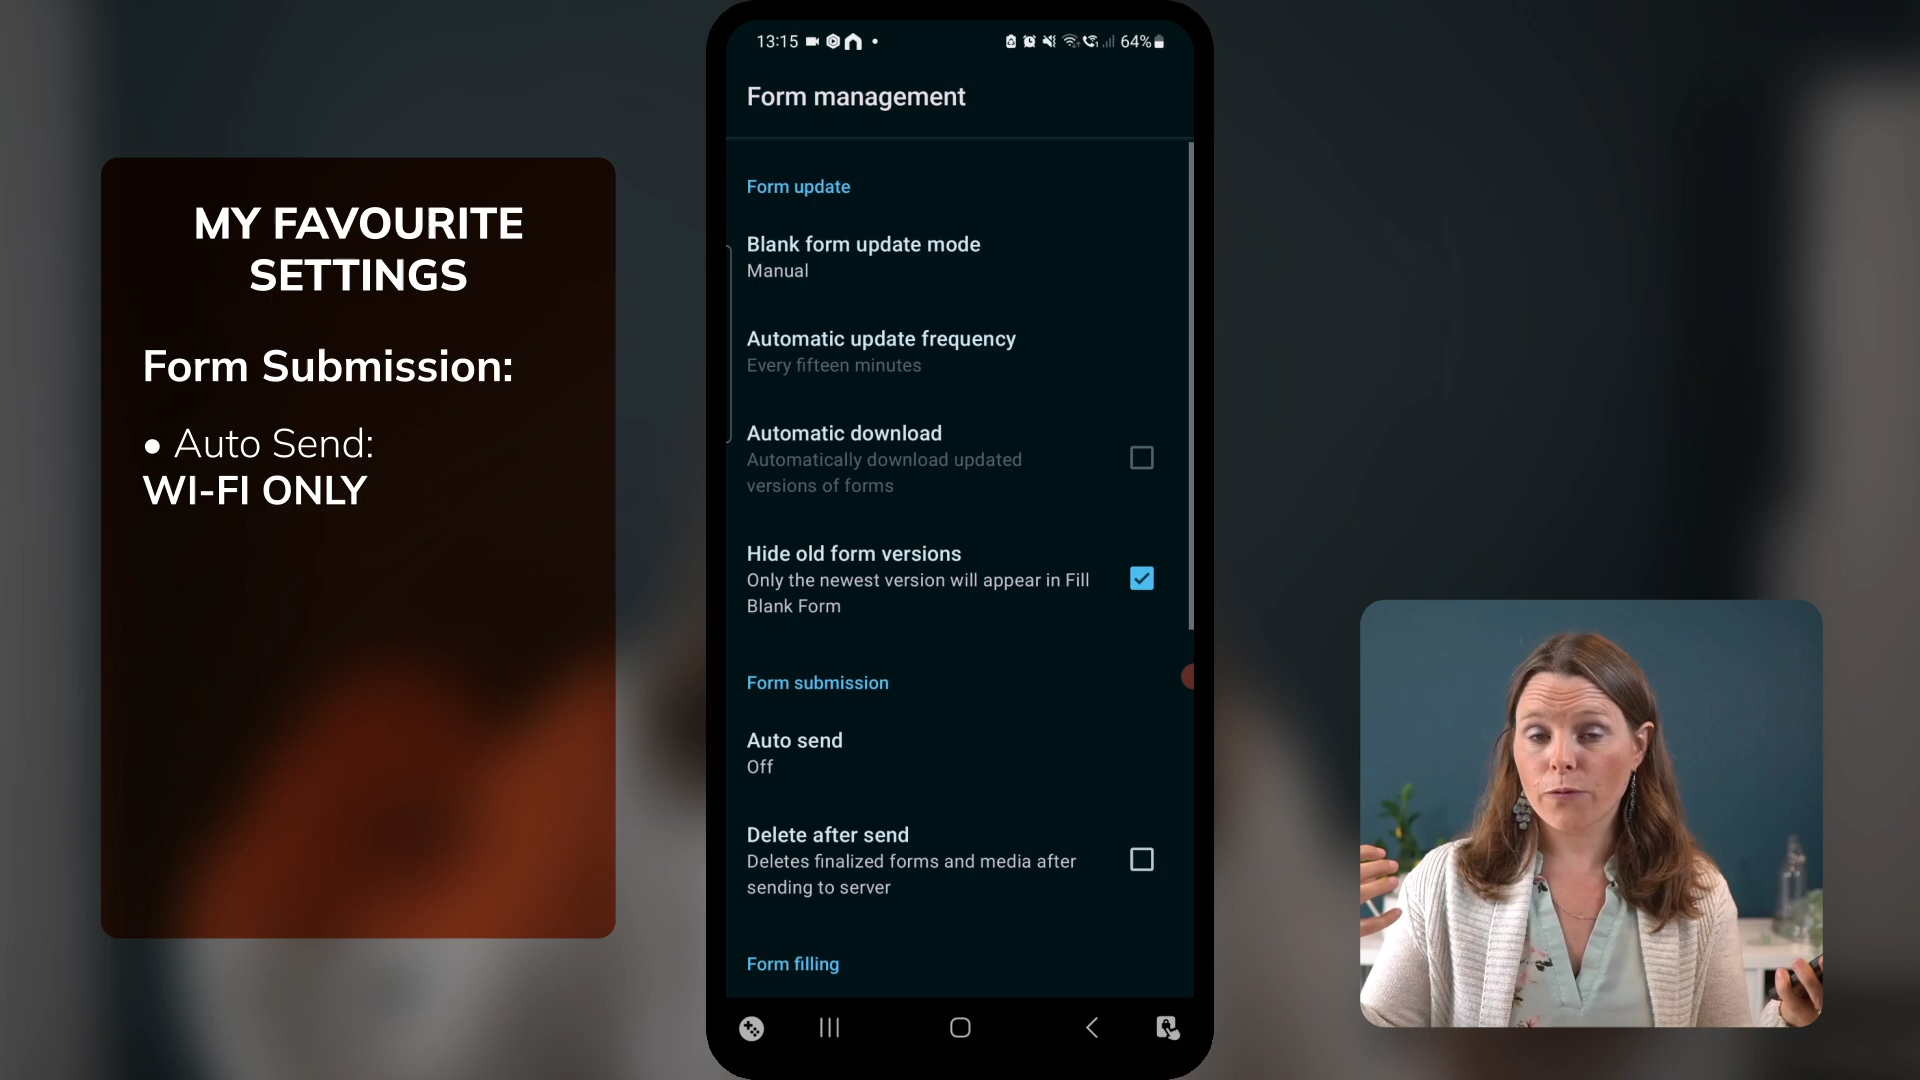 MY FAVOURITE
SETTINGS
Form Submission:
• Auto Send:
WI-FI ONLY
13:15
64%
Form management
Form update
Blank form update mode
Manual
Automatic update frequency
Every fifteen minutes
Automatic download
Automatically download updated
versions of forms
Hide old form versions
Only the newest version will appear in Fill
Blank Form
Form submission
Auto send
Off
Delete after send
Deletes finalized forms and media after
sending to server
Form filling